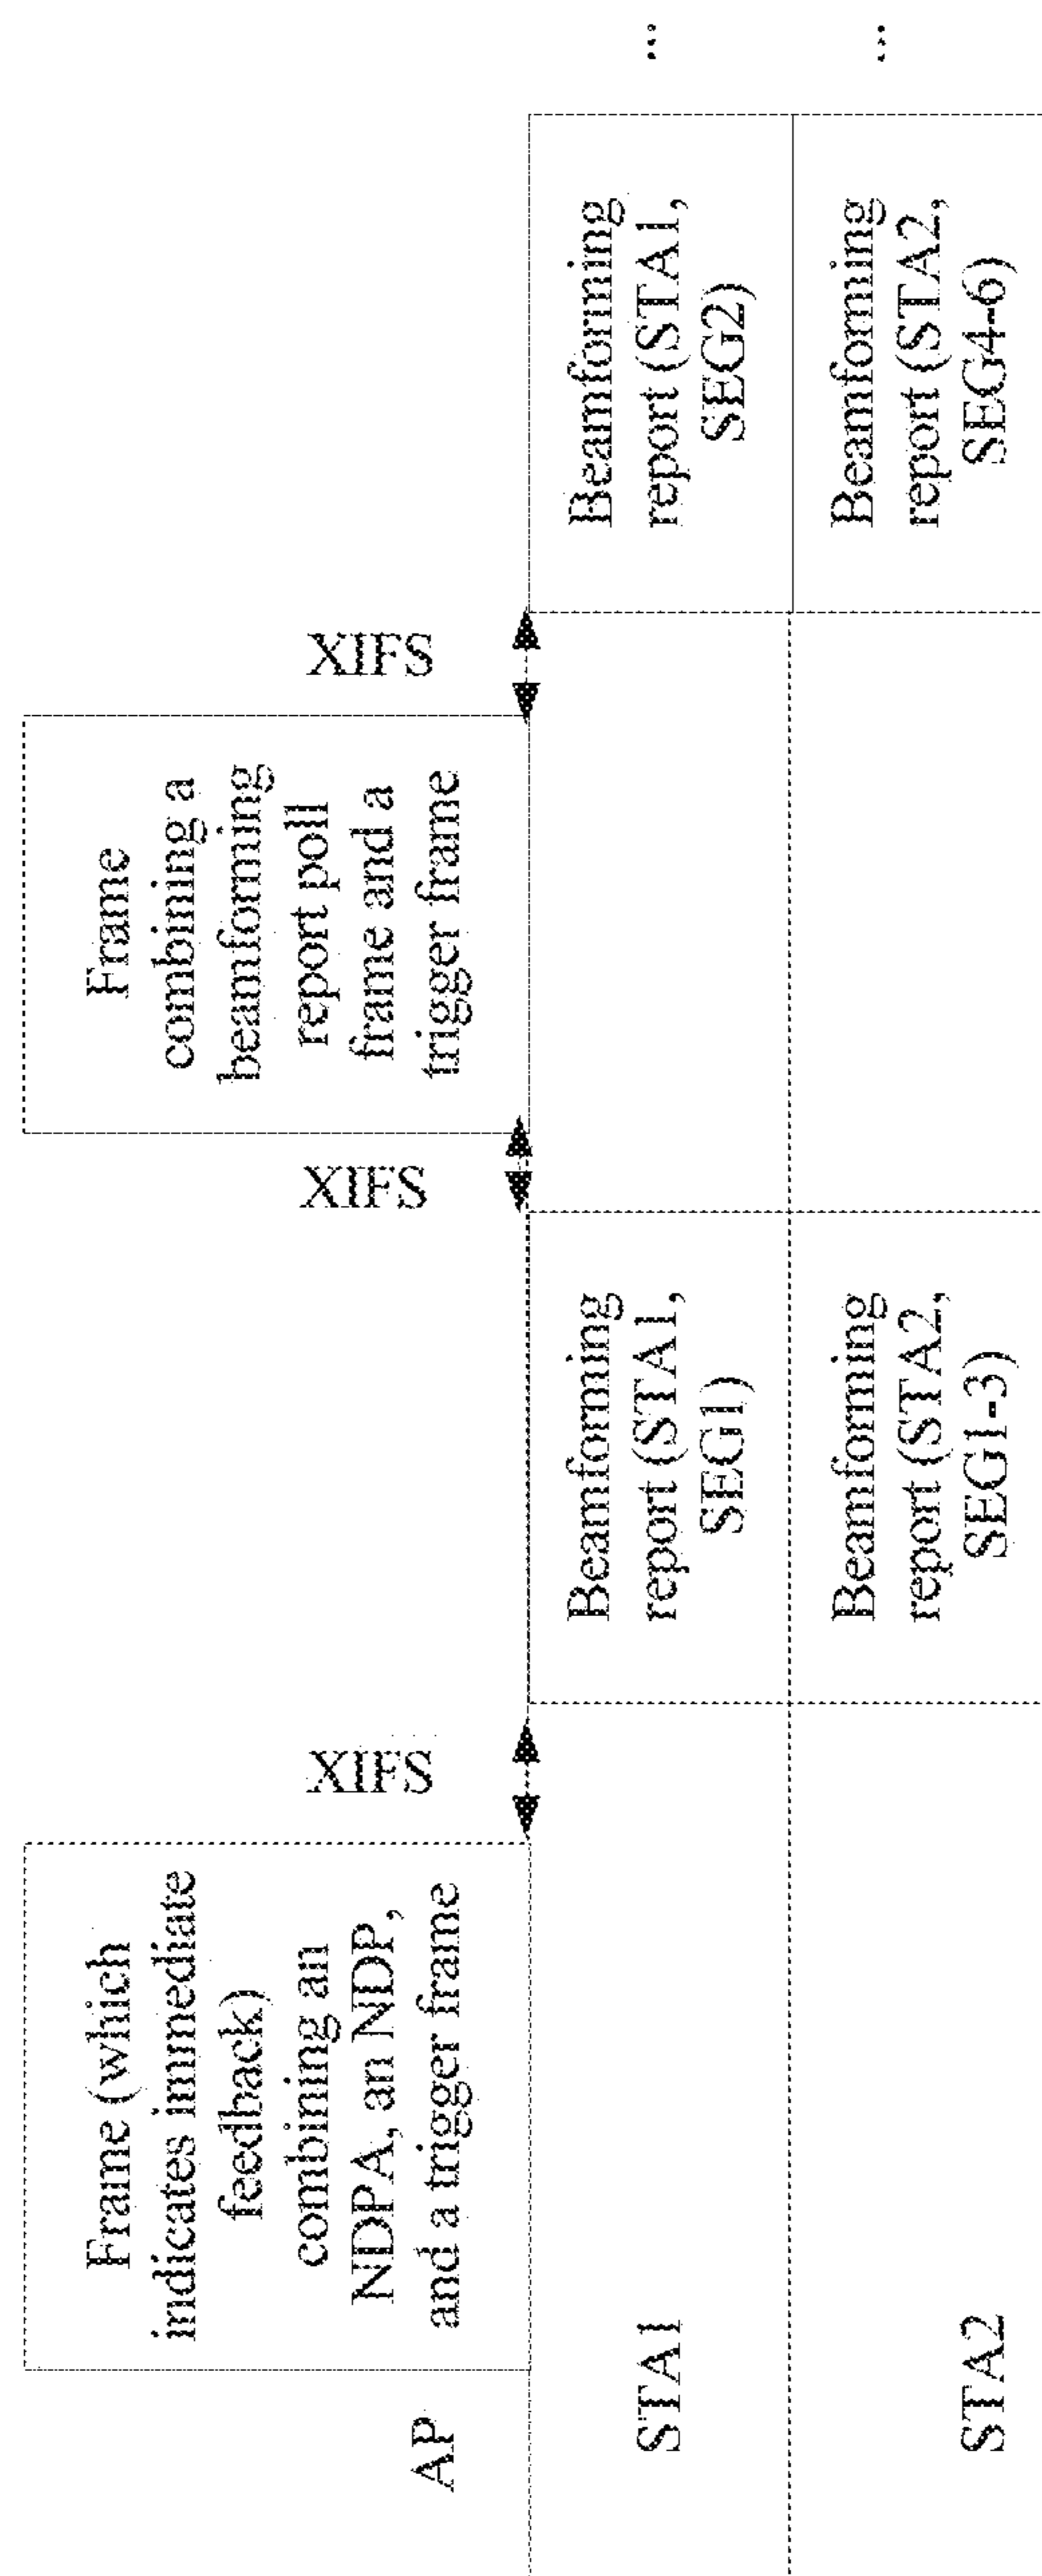 Frame (which
indicates immediate
feedback)
combining an
NDPA, an NDP,
and a trigger frame
XIFS
XIFS
Frame
combining a
beamforming
report poll
frame and a
trigger frame
XIFS
AP
STA1
Beamforming
report (STA1,
SEG1)
Beamforming
report (STA1,
SEG2)
...
STA2
Beamforming
report (STA2,
SEG1-3)
Beamforming
report (STA2,
SEG4-6)
...